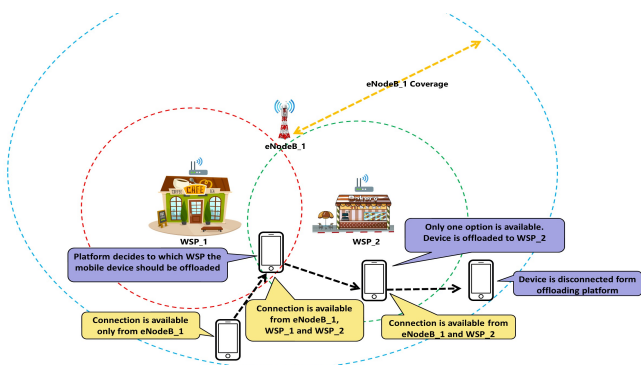 eNodeB_1 Coverage
eNodeB_1
CAFE
WSP_1
WSP_2
Only one option is available.
Device is offloaded to WSP_2
Platform decides to which WSP the
mobile device should be offloaded
Device is disconnected form
offloading platform
Connection is available
only from eNodeB_1
Connection is available
from eNodeB_1,
WSP_1 and WSP_2
Connection is available from
eNodeB_1 and WSP_2